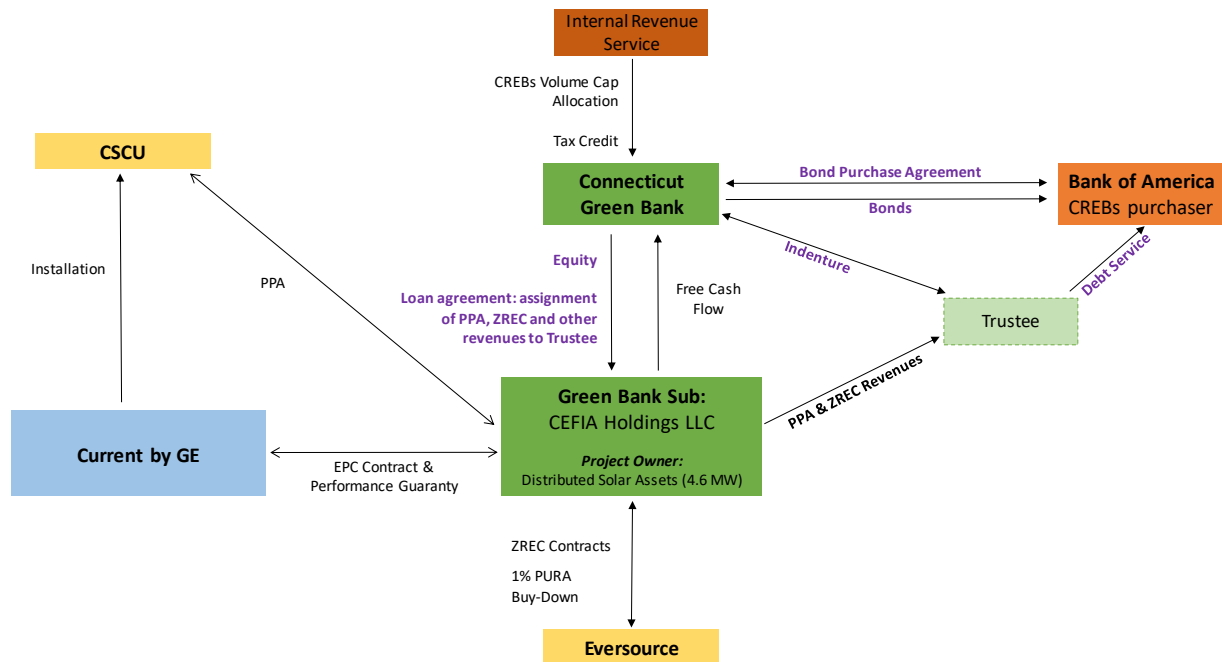 Internal Revenue
Service
CREBs Volume Cap
Allocation
Tax Credit
CSCU
Connecticut
Green Bank
Bond Purchase Agreement
Bonds
Bank of America
CREBs purchaser
Installation
PPA
Equity
Loan agreement: assignment
of PPA, ZREC and other
revenues to Trustee
Free Cash
Flow
Indenture
Debt Service
Trustee
PPA & ZREC Revenues
Current by GE
EPC Contract &
Performance Guaranty
Green Bank Sub:
CEFIA Holdings LLC
Project Owner:
Distributed Solar Assets (4.6 MW)
ZREC Contracts
1% PURA
Buy-Down
Eversource